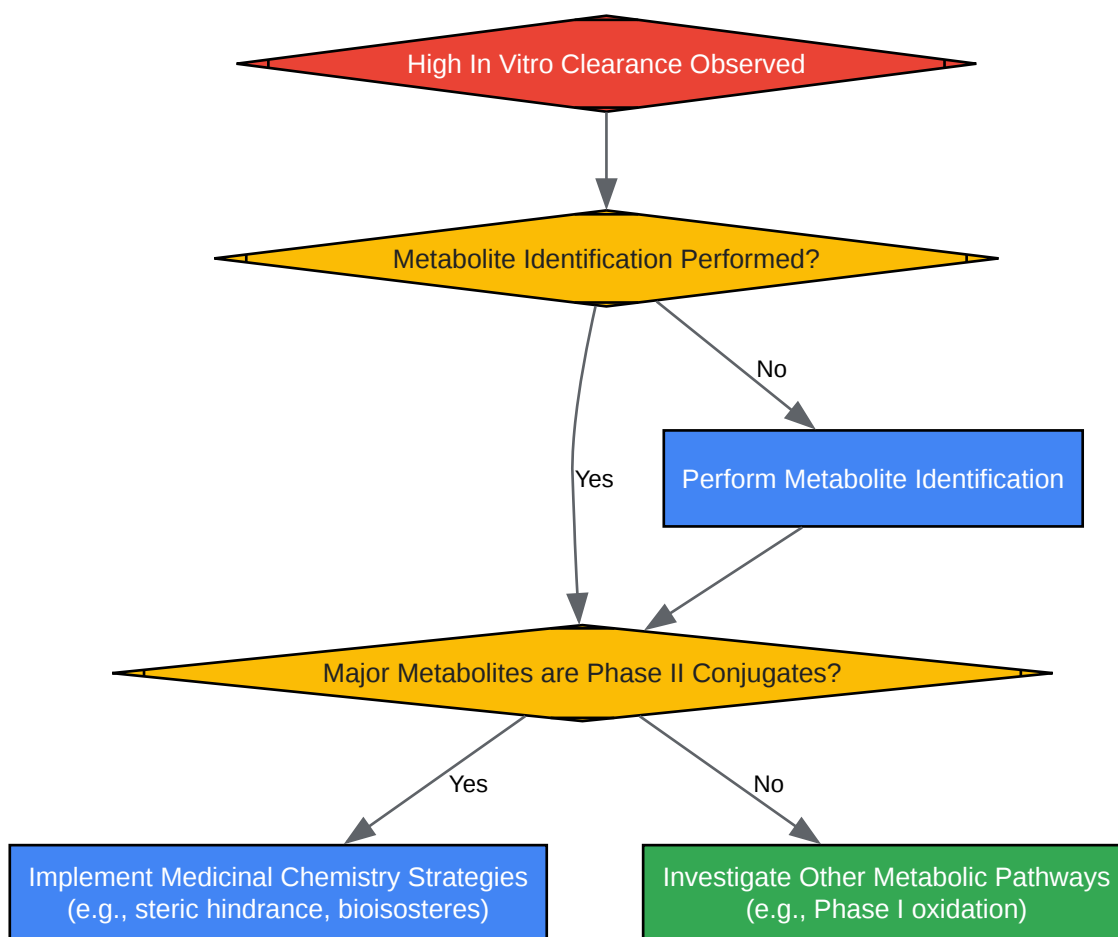 High In Vitro Clearance Observed
Metabolite Identification Performed?
No
Yes
Perform Metabolite Identification
Major Metabolites are Phase II Conjugates?
Yes
No
Implement Medicinal Chemistry Strategies
(e.g., steric hindrance, bioisosteres)
Investigate Other Metabolic Pathways
(e.g., Phase I oxidation)